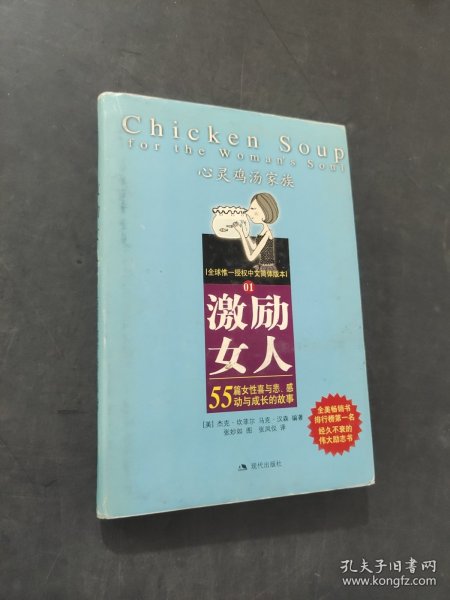 Chicken Soup
for the Woman's Soul
心灵鸡汤家族
全球惟一授权中文简体版本
01
激励
女人
55篇女性喜与悲、感
动与成长的故事
[美] 杰克·坎菲尔 马克·汉森 编著
张妙如 图 张凤仪 译
全美畅销书
排行榜第一名
经久不衰的
伟大励志书
现代出版社
孔夫子旧书网
www.kongfz.com